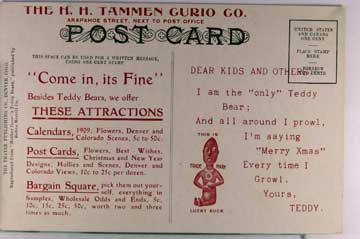 THE H. H. TAMMEN CURIO CO.
ARAPAHOE STREET, NEXT TO POST OFFICE
POST CARD
UNITED STATES
AND CANADA
ONE CENT
PLACE STAMP
HERE
FOREIGN
TWO CENTS
THIS SPACE CAN BE USED FOR A WRITTEN MESSAGE,
USING ONE CENT STAMP
"Come in, its Fine"
Besides Teddy Bears, we offer
THESE ATTRACTIONS
Calendars, 1909, Flowers, Denver and
Colorado Scenes, 5c to 50c.
Post Cards, Flowers, Best Wishes,
Christmas and New Year
Designs, Hollies and Scenes, Denver and
Colorado Views, 10c to 25c per dozen.
Bargain Square, pick them out your-
self, everything in
Samples, Wholesale Odds and Ends, 5c,
10c, 15c, 25c, 50c, worth two and three
times as much.
DEAR KIDS AND OTHERS
I am the "only" Teddy
Bear;
And all around I prowl,
I'm saying
"Merry Xmas"
Every time I
Growl.
Yours,
TEDDY.
THIS IS
LUCKY BUCK